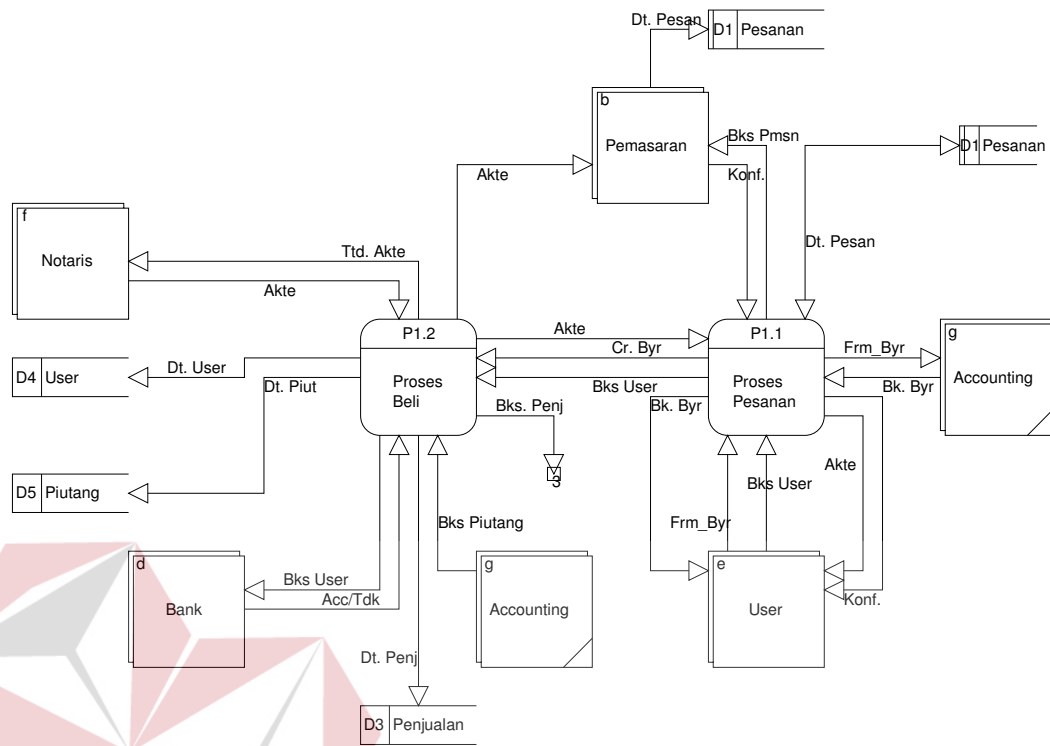 Dt. Pesan
D1 Pesanan
b
Pemasaran
Bks Pmsn
Konf.
D1 Pesanan
Akte
Dt. Pesan
f
Notaris
Ttd. Akte
Akte
P1.2
Proses
Beli
Akte
Cr. Byr
Bks User
P1.1
Proses
Pesanan
Frm_Byr
Bk. Byr
g
Accounting
D4 User
Dt. User
Dt. Piut
Bks. Penj
3
Bk. Byr
Akte
D5 Piutang
Bks Piutang
Bks User
Frm_Byr
d
Bank
Bks User
Acc/Tdk
g
Accounting
e
User
Konf.
Dt. Penj
D3 Penjualan